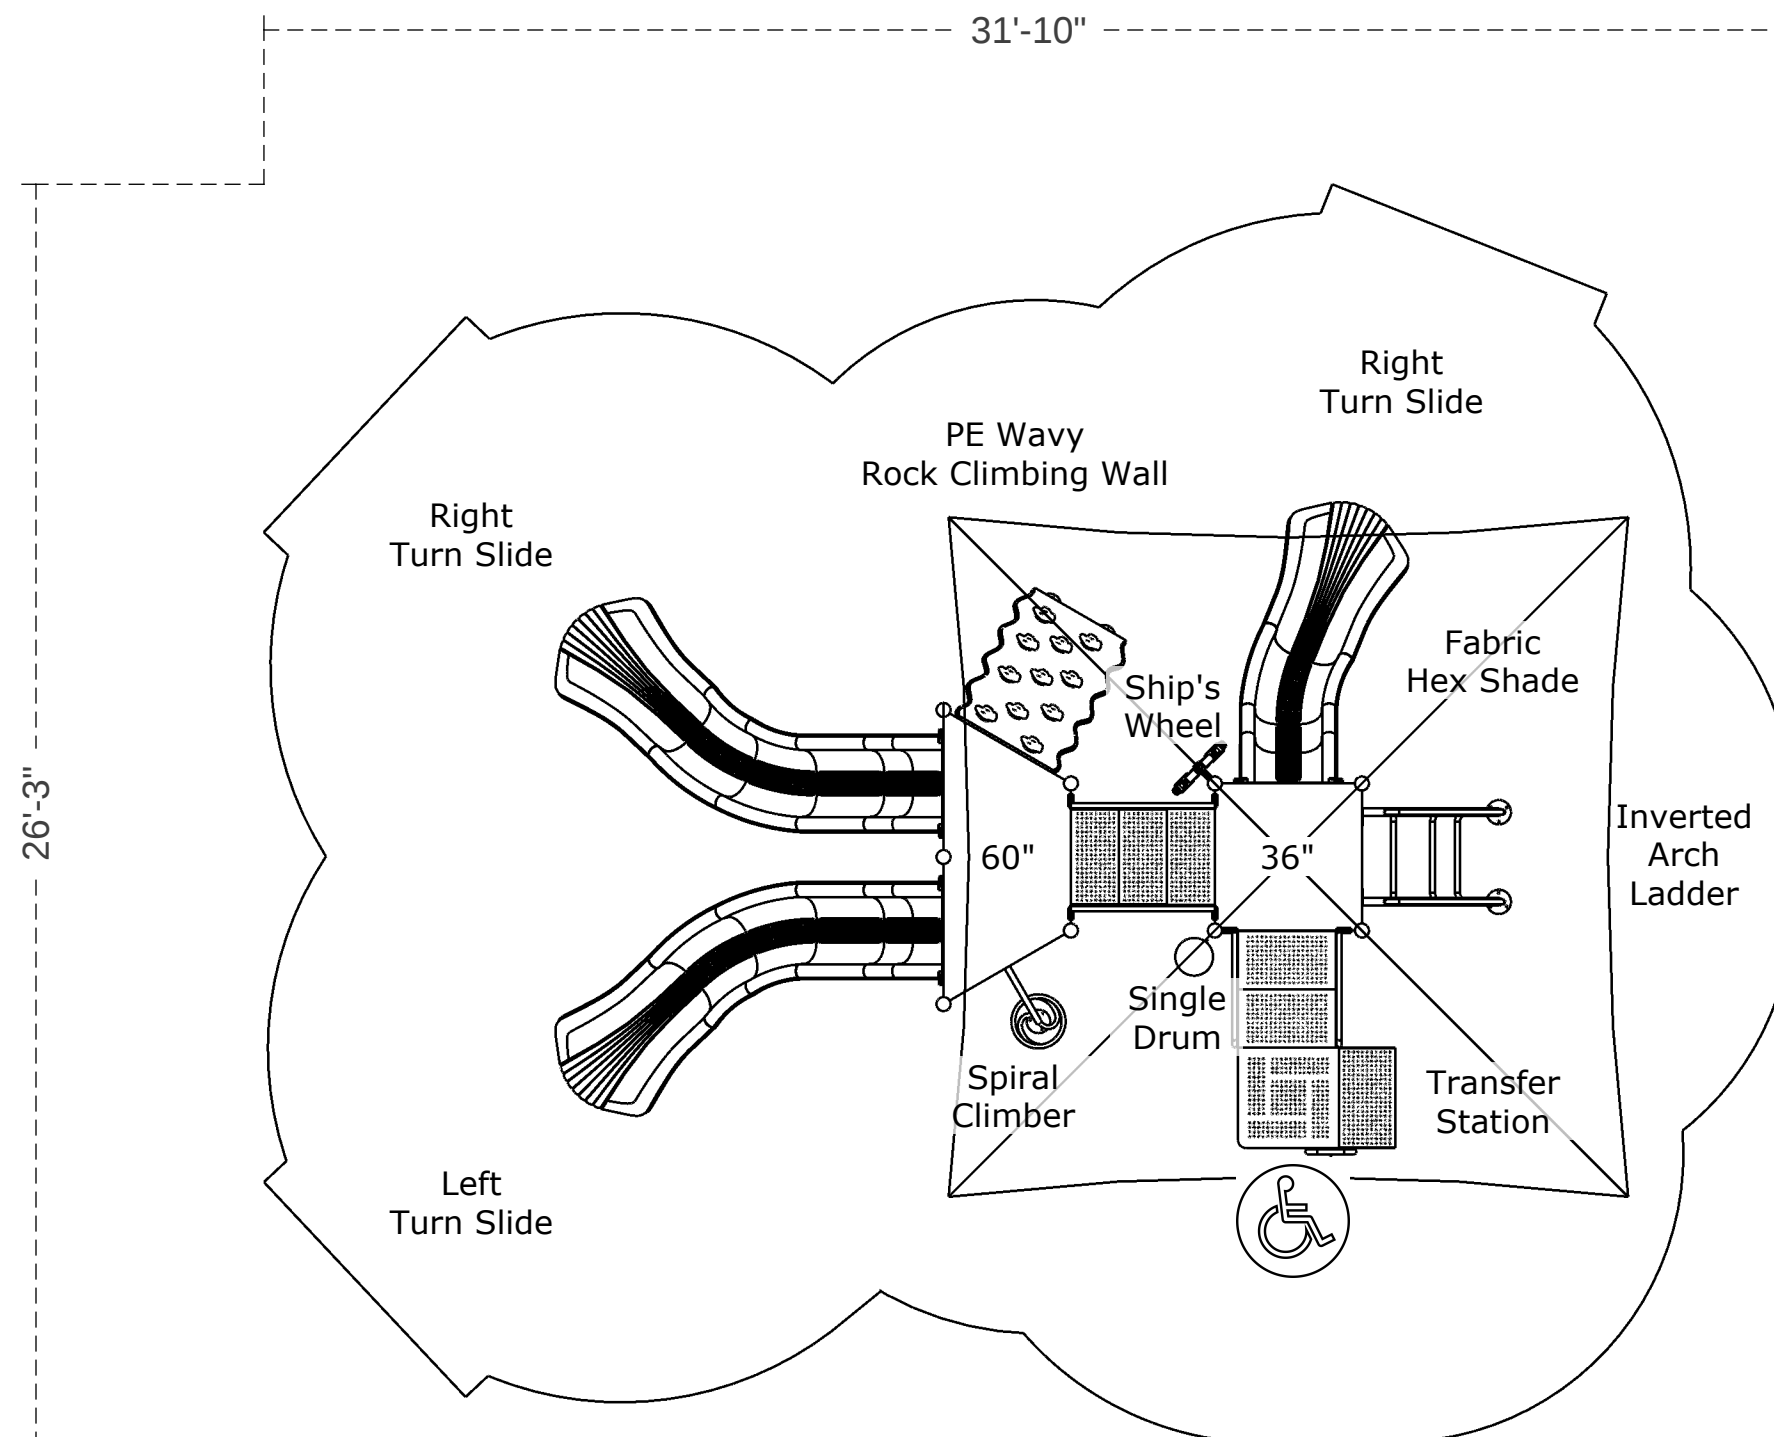 31'-10"
Right
Turn Slide
PE Wavy
Rock Climbing Wall
Right
Turn Slide
Fabric
Hex Shade
Ship's
Wheel
26'-3"
60"
36"
Inverted
Arch
Ladder
Single
Drum
Spiral
Climber
Transfer
Station
Left
Turn Slide